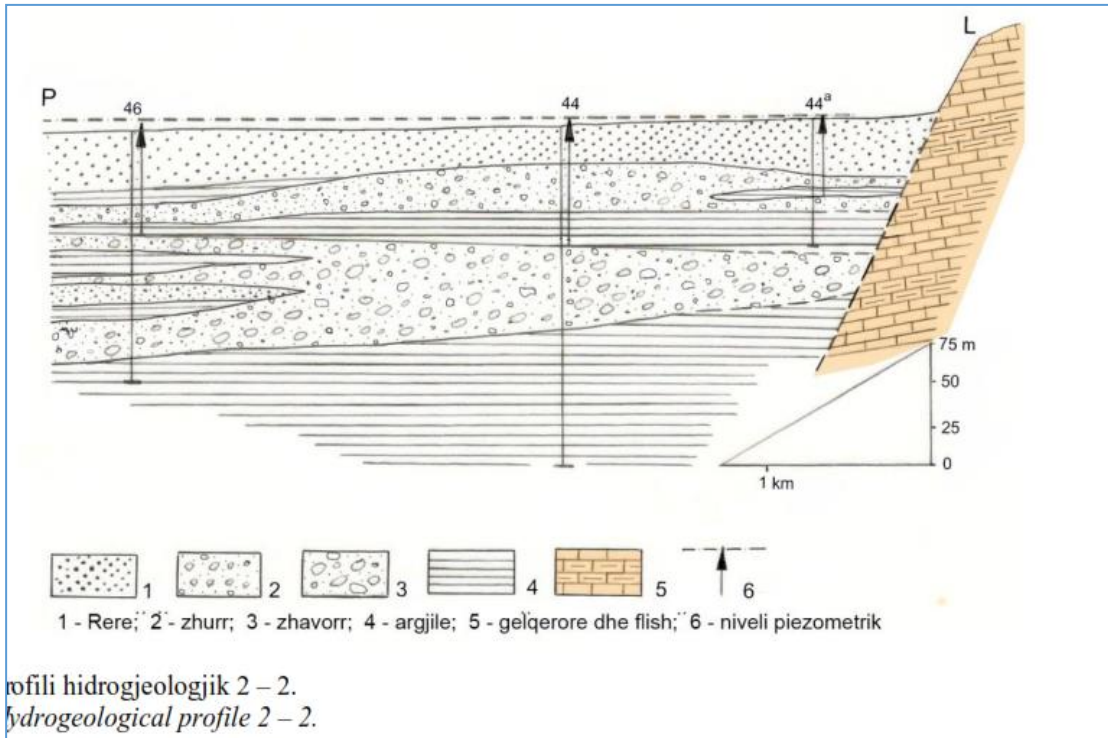 L
P
46
44
44a
75 m
50
25
0
1 km
1
2
3
4
5
6
1 - Rere; 2 - zhurr; 3 - zhavorr; 4 - argjile; 5 - gelqerore dhe flish; 6 - niveli piezometrik
rofili hidrogjeologjik 2 – 2.
ydrogeological profile 2 – 2.